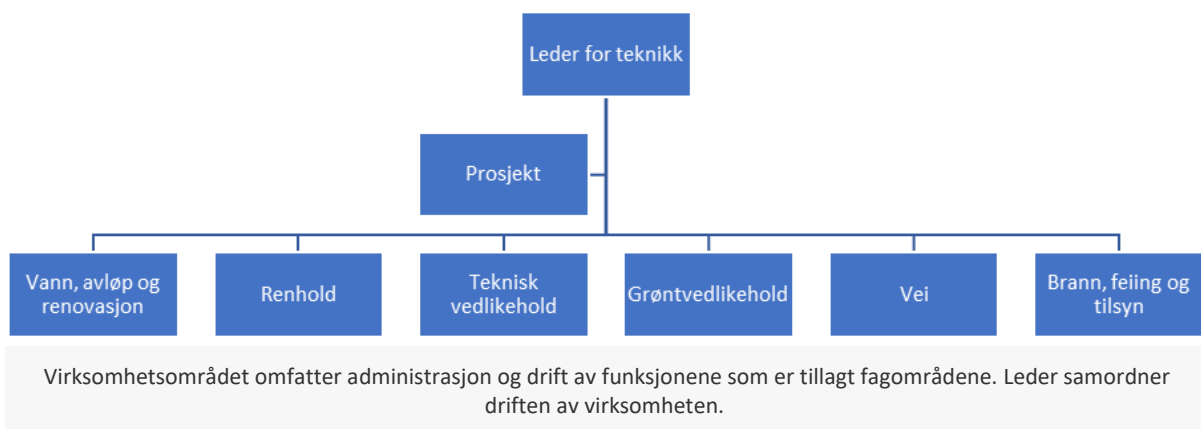 Leder for teknikk
Prosjekt
Vann, avløp og
renovasjon
Renhold
Teknisk
vedlikehold
Grøntvedlikehold
Vei
Brann, feiing og
tilsyn
Virksomhetsområdet omfatter administrasjon og drift av funksjonene som er tillagt fagområdene. Leder samordner
driften av virksomheten.